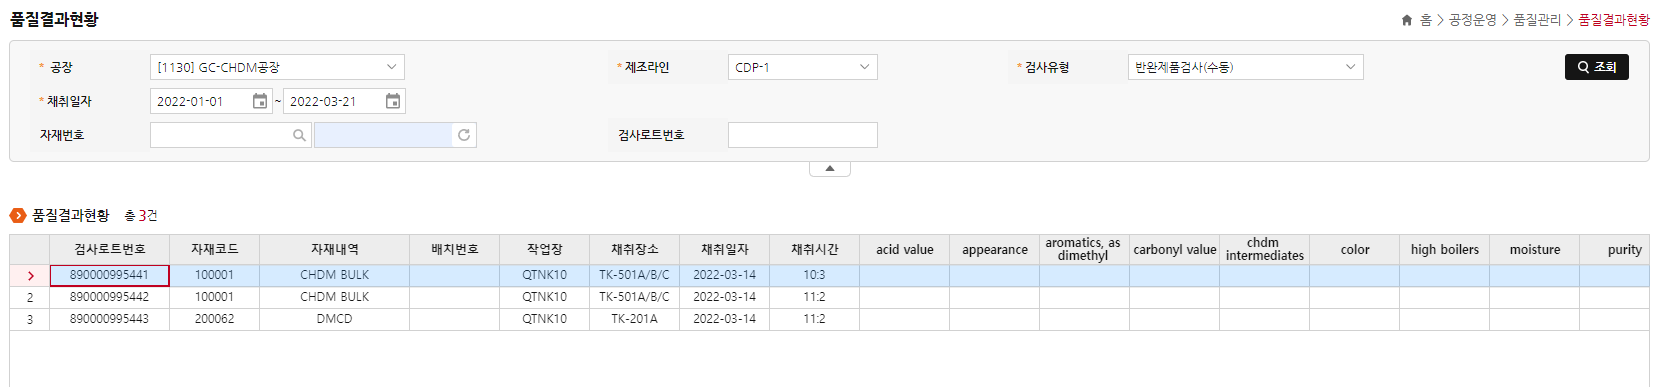 품질결과현황
홈 > 공정운영 > 품질관리 > 품질결과현황
* 공장 [1130] GC-CHDM공장 * 제조라인 CDP-1 * 검사유형 반완제품검사(수동) 조회
* 채취일자 2022-01-01 ~ 2022-03-21
자재번호 검사로트번호
품질결과현황 총 3건
검사로트번호 자재코드 자재내역 배치번호 작업장 채취장소 채취일자 채취시간 acid value appearance aromatics, as dimethyl carbonyl value chdm intermediates color high boilers moisture purity
890000995441 100001 CHDM BULK QTNK10 TK-501A/B/C 2022-03-14 10:3
2 890000995442 100001 CHDM BULK QTNK10 TK-501A/B/C 2022-03-14 11:2
3 890000995443 200062 DMCD QTNK10 TK-201A 2022-03-14 11:2